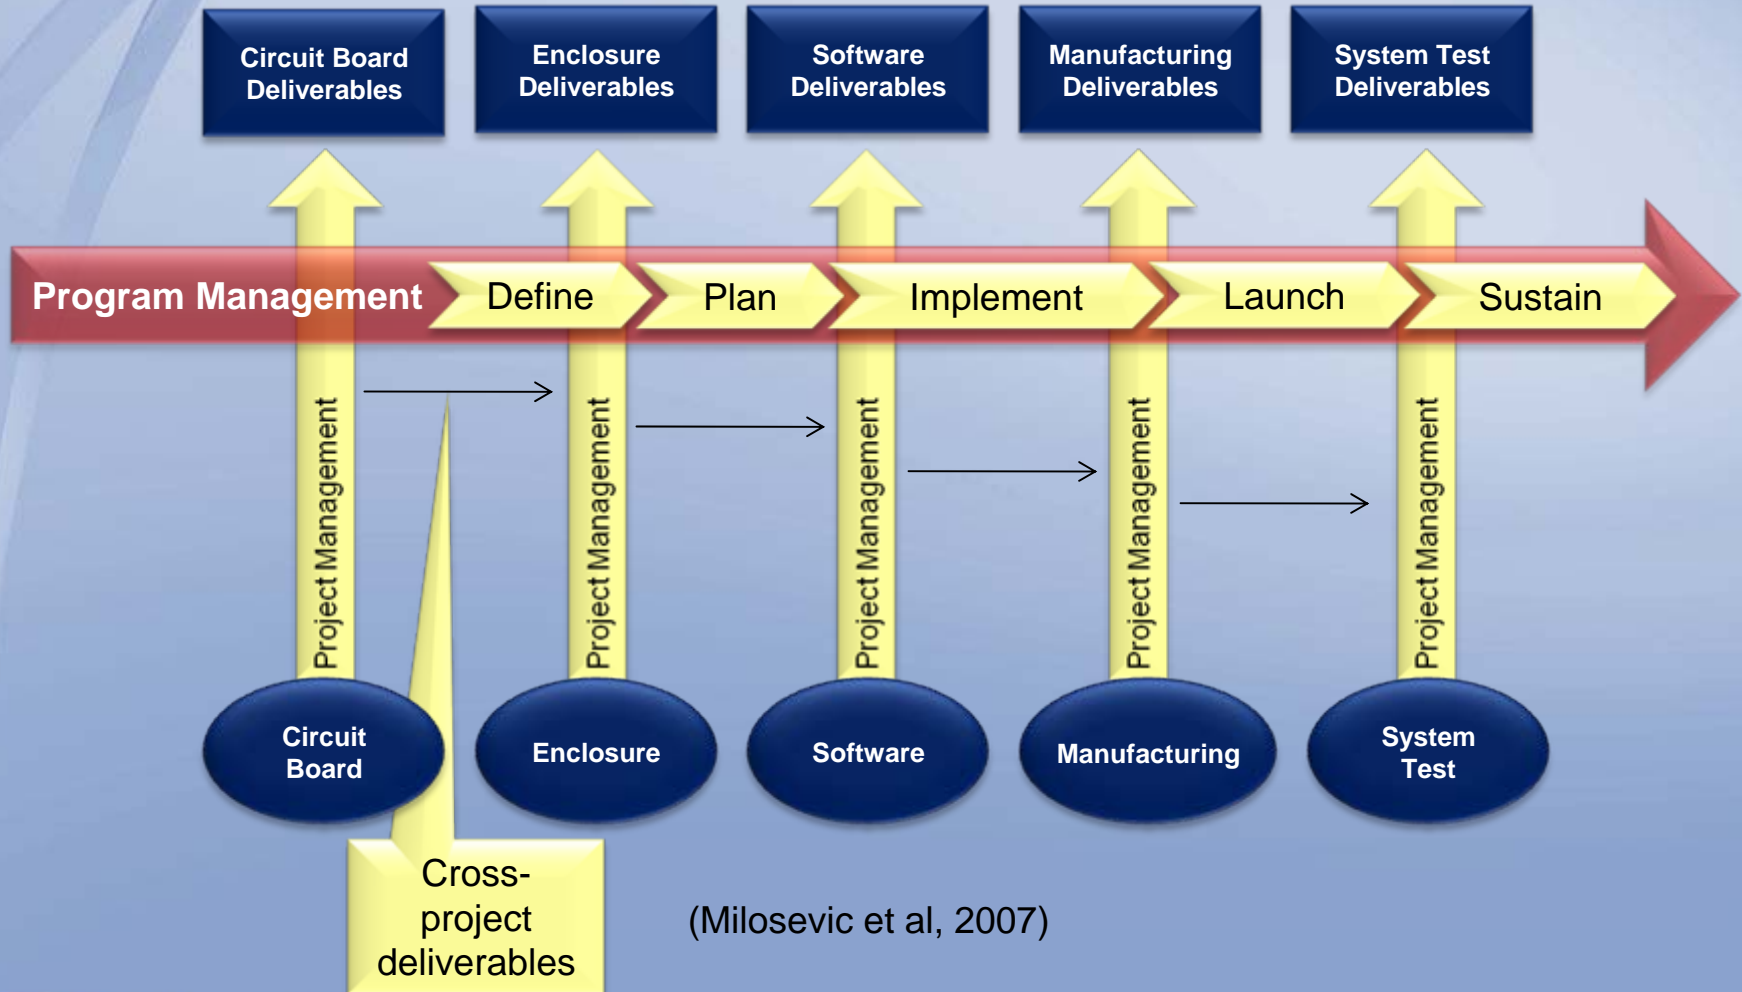 Circuit Board
Deliverables
Enclosure
Deliverables
Software
Deliverables
Manufacturing
Deliverables
System Test
Deliverables
Program Management
Define
Plan
Implement
Launch
Sustain
Project Management
Project Management
Project Management
Project Management
Project Management
Circuit
Board
Enclosure
Software
Manufacturing
System
Test
Cross-
project
deliverables
(Milosevic et al, 2007)